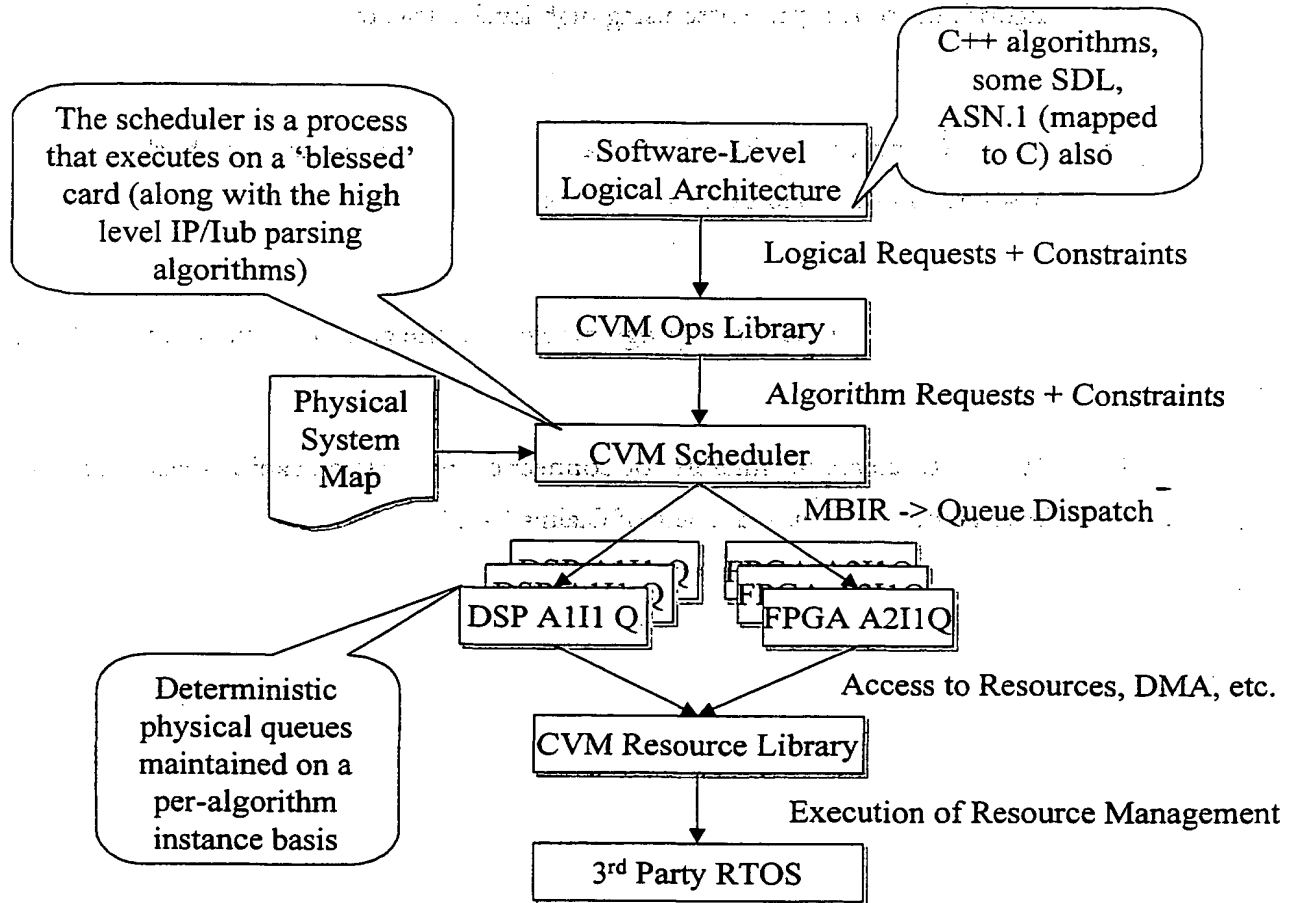 C++ algorithms,
some SDL,
ASN.1 (mapped
to C) also
The scheduler is a process
that executes on a ‘blessed’
card (along with the high
level IP/Iub parsing
algorithms)
Software-Level
Logical Architecture
Logical Requests + Constraints
CVM Ops Library
Algorithm Requests + Constraints
Physical
System
Map
CVM Scheduler
MBIR -> Queue Dispatch
DSP A1I1 Q
FPGA A2I1Q
Deterministic
physical queues
maintained on a
per-algorithm
instance basis
Access to Resources, DMA, etc.
CVM Resource Library
Execution of Resource Management
3rd Party RTOS